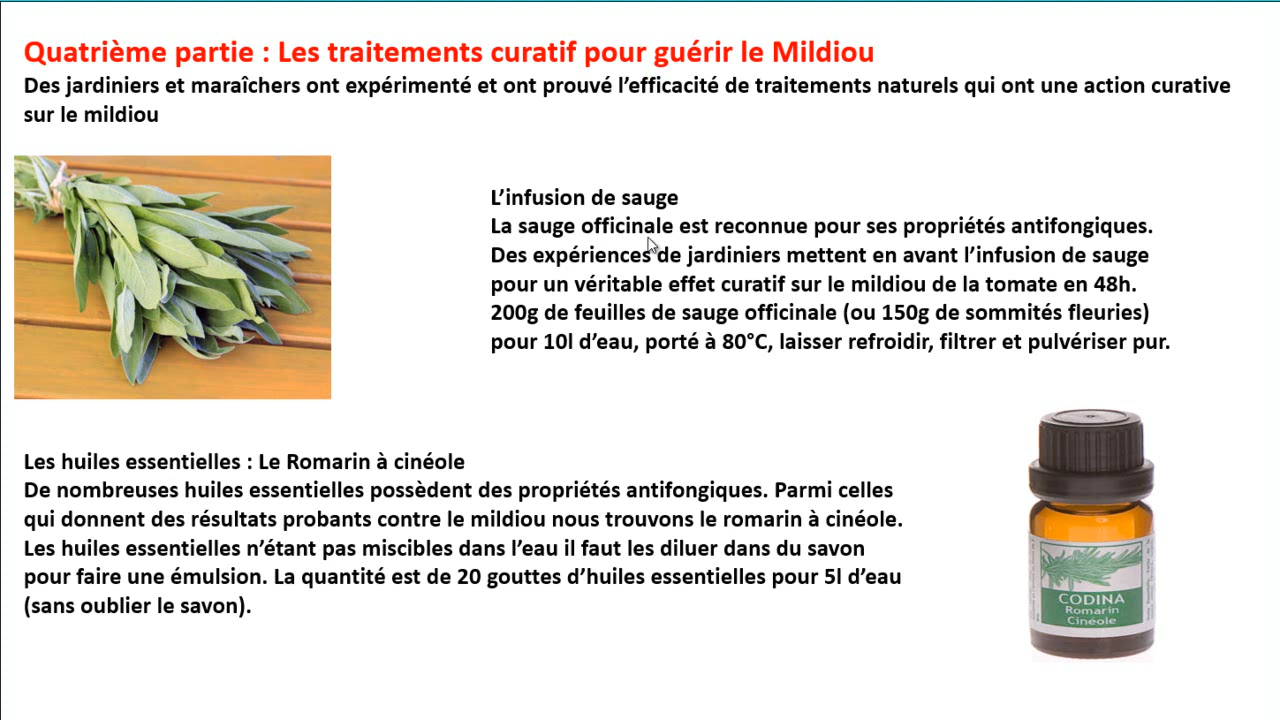 Quatrième partie : Les traitements curatif pour guérir le Mildiou
Des jardiniers et maraîchers ont expérimenté et ont prouvé l’efficacité de traitements naturels qui ont une action curative
sur le mildiou
L’infusion de sauge
La sauge officinale est reconnue pour ses propriétés antifongiques.
Des expériences de jardiniers mettent en avant l’infusion de sauge
pour un véritable effet curatif sur le mildiou de la tomate en 48h.
200g de feuilles de sauge officinale (ou 150g de sommités fleuries)
pour 10l d’eau, porté à 80°C, laisser refroidir, filtrer et pulvériser pur.
Les huiles essentielles : Le Romarin à cinéole
De nombreuses huiles essentielles possèdent des propriétés antifongiques. Parmi celles
qui donnent des résultats probants contre le mildiou nous trouvons le romarin à cinéole.
Les huiles essentielles n’étant pas miscibles dans l’eau il faut les diluer dans du savon
pour faire une émulsion. La quantité est de 20 gouttes d’huiles essentielles pour 5l d’eau
(sans oublier le savon).
CODINA
Romarin
Cinéole